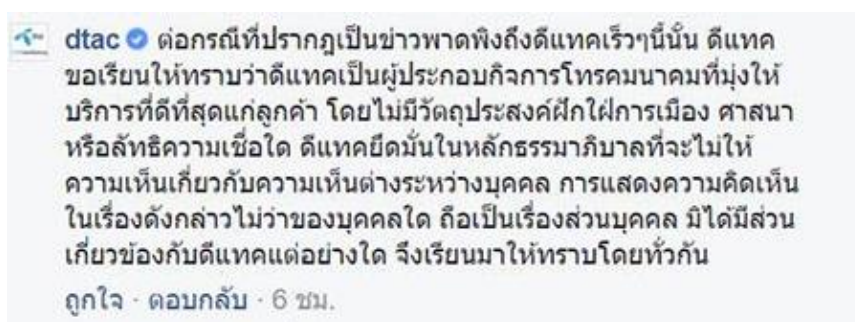 dtac ต่อกรณีที่ปรากฏเป็นข่าวพาดพิงถึงดีแทคเร็วๆนี้นั้น ดีแทค
ขอเรียนให้ทราบว่าดีแทคเป็นผู้ประกอบกิจการโทรคมนาคมที่มุ่งให้
บริการที่ดีที่สุดแก่ลูกค้า โดยไม่มีวัตถุประสงค์ฝักใฝ่การเมือง ศาสนา
หรือลัทธิความเชื่อใด ดีแทคยึดมั่นในหลักธรรมาภิบาลที่จะไม่ให้
ความเห็นเกี่ยวกับความเห็นต่างระหว่างบุคคล การแสดงความคิดเห็น
ในเรื่องดังกล่าวไม่ว่าของบุคคลใด ถือเป็นเรื่องส่วนบุคคล มิได้มีส่วน
เกี่ยวข้องกับดีแทคแต่อย่างใด จึงเรียนมาให้ทราบโดยทั่วกัน
ถูกใจ · ตอบกลับ · 6 ชม.